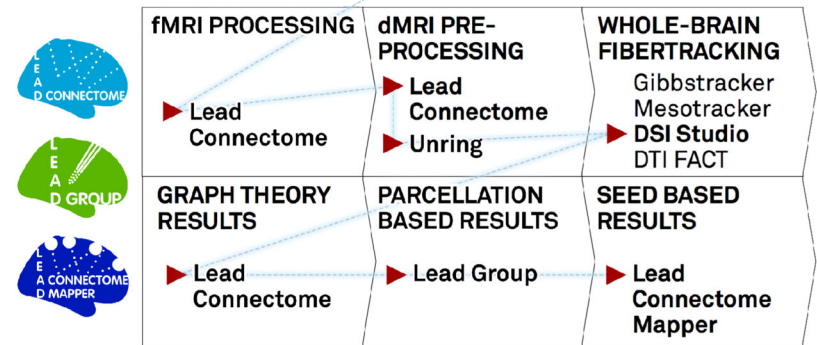 LEAD CONNECTOME
fMRI PROCESSING
Lead
Connectome
dMRI PRE-
PROCESSING
Lead
Connectome
Unring
WHOLE-BRAIN
FIBERTRACKING
Gibbstracker
Mesotracker
DSI Studio
DTI FACT
LEAD GROUP
GRAPH THEORY
RESULTS
Lead
Connectome
PARCELLATION
BASED RESULTS
Lead Group
SEED BASED
RESULTS
Lead
Connectome
Mapper
LEAD CONNECTOME
MAPPER